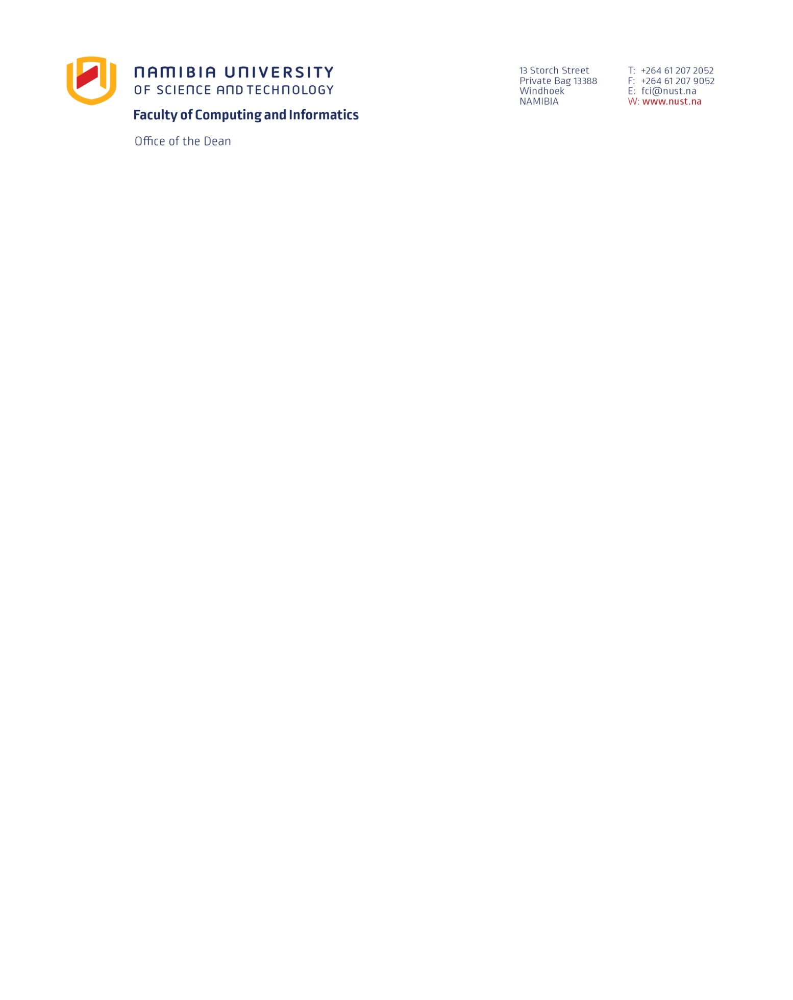 NAMIBIA UNIVERSITY
OF SCIENCE AND TECHNOLOGY
Faculty of Computing and Informatics
Office of the Dean
13 Storch Street
Private Bag 13388
Windhoek
NAMIBIA
T: +264 61 207 2052
F: +264 61 207 9052
E: fci@nust.na
W: www.nust.na